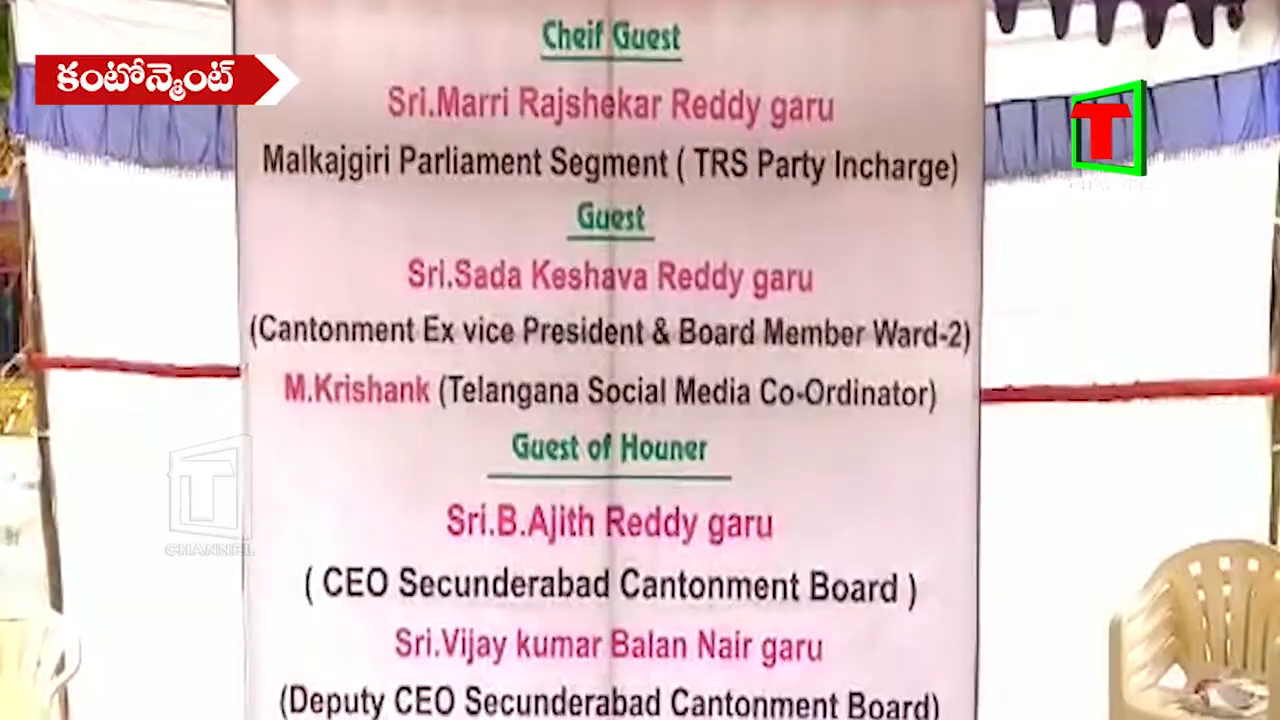 Cheif Guest
కంటోన్మెంట్
Sri.Marri Rajshekar Reddy garu
T
Malkajgiri Parliament Segment ( TRS Party Incharge)
Guest
Sri.Sada Keshava Reddy garu
(Cantonment Ex vice President & Board Member Ward-2)
M.Krishank (Telangana Social Media Co-Ordinator)
Guest of Houner
T
CHANNEL
Sri.B.Ajith Reddy garu
( CEO Secunderabad Cantonment Board )
Sri.Vijay kumar Balan Nair garu
(Deputy CEO Secunderabad Cantonment Board)